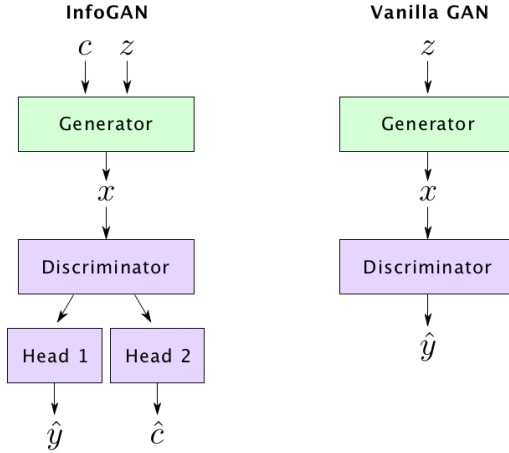 InfoGAN
c z
Generator
x
Discriminator
Head 1 Head 2
ŷ ĉ
Vanilla GAN
z
Generator
x
Discriminator
ŷ